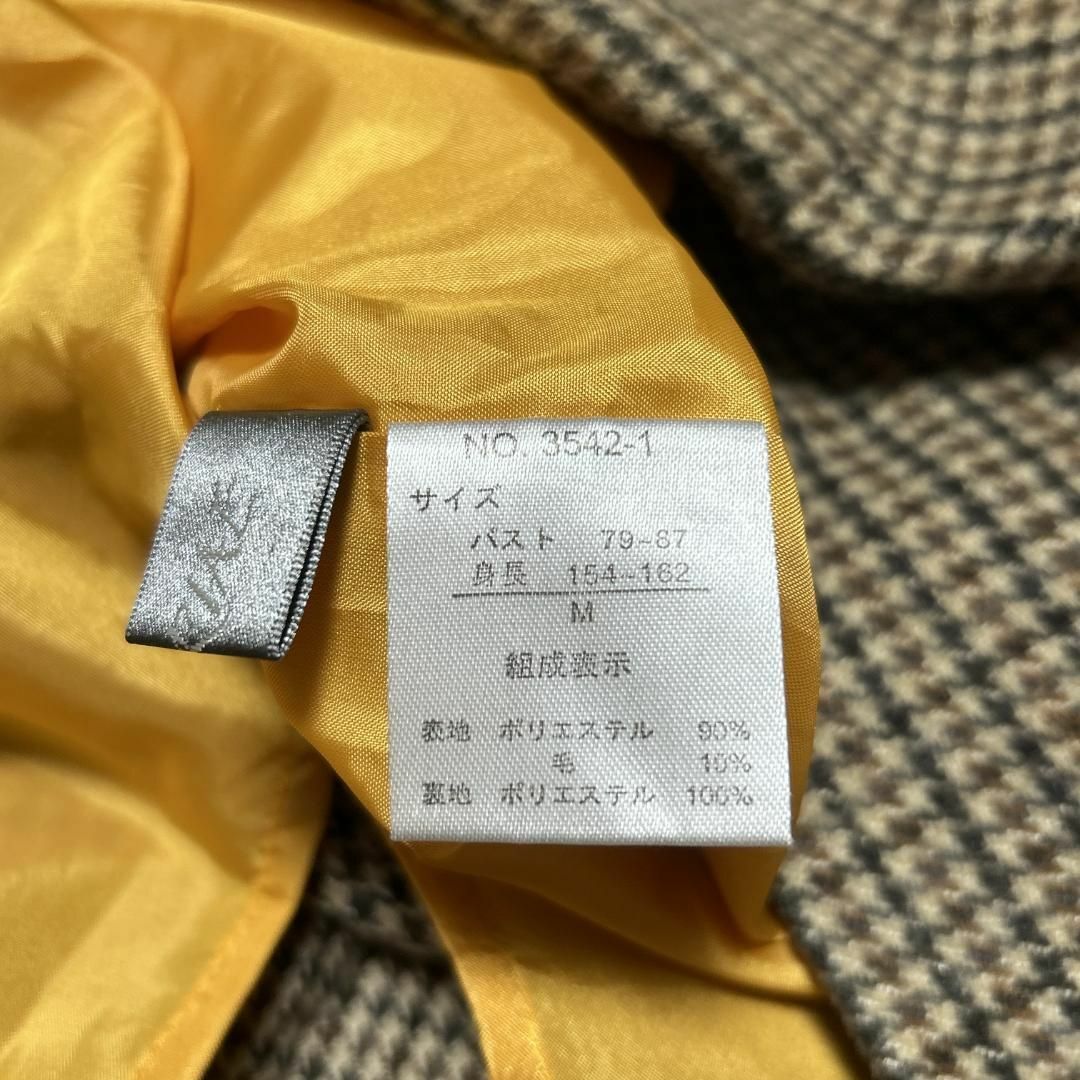 NO. 3542-1
サイズ
バスト 79-87
身長 154-162
M
組成表示
表地 ポリエステル 90%
毛 10%
裏地 ポリエステル 100%